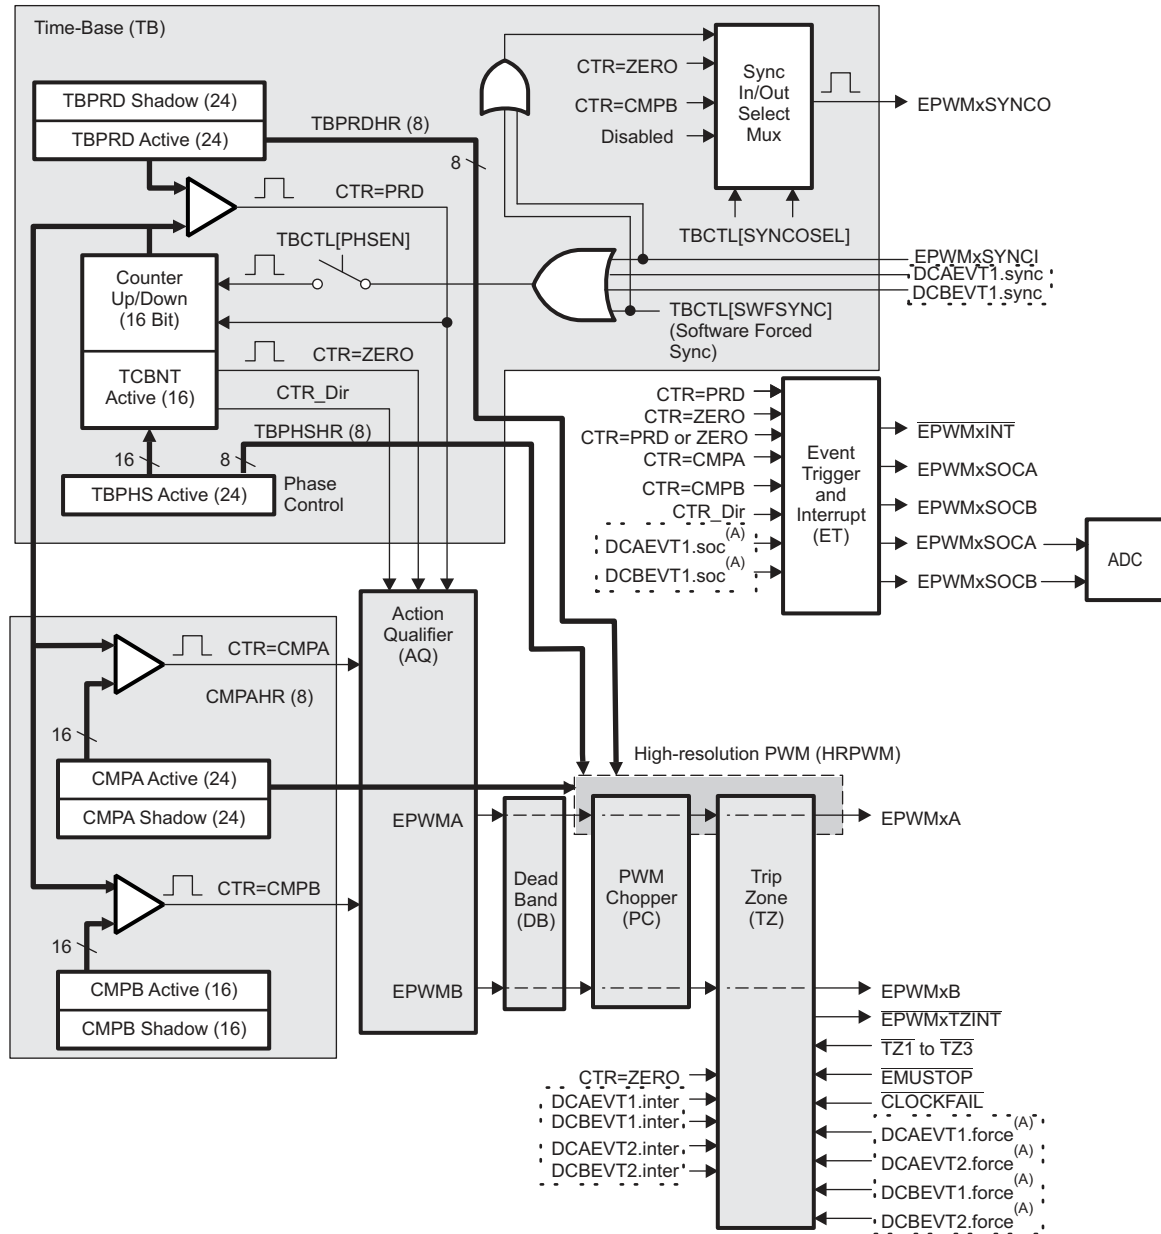 Time-Base (TB)
TBPRD Shadow (24)
TBPRD Active (24)
TBPRDHR (8)
8
CTR=PRD
TBCTL[PHSEN]
Counter
Up/Down
(16 Bit)
CTR=ZERO
TCBNT
Active (16)
CTR_Dir
TBPHSHR (8)
16
8
TBPHS Active (24)
Phase
Control
CTR=ZERO
CTR=CMPB
Disabled
Sync
In/Out
Select
Mux
EPWMxSYNCO
TBCTL[SYNCOSEL]
EPWMxSYNCI
DCAEVT1.sync
DCBEVT1.sync
TBCTL[SWFSYNC]
(Software Forced
Sync)
CTR=PRD
CTR=ZERO
CTR=PRD or ZERO
CTR=CMPA
CTR=CMPB
CTR_Dir
DCAEVT1.soc(A)
DCBEVT1.soc(A)
Event
Trigger
and
Interrupt
(ET)
EPWMxINT
EPWMxSOCA
EPWMxSOCB
EPWMxSOCA
EPWMxSOCB
ADC
Action
Qualifier
(AQ)
CTR=CMPA
CMPAHR (8)
16
CMPA Active (24)
CMPA Shadow (24)
CTR=CMPB
16
CMPB Active (16)
CMPB Shadow (16)
EPWMA
EPWMB
High-resolution PWM (HRPWM)
Dead
Band
(DB)
PWM
Chopper
(PC)
Trip
Zone
(TZ)
EPWMxA
EPWMxB
EPWMxTZINT
TZ1 to TZ3
EMUSTOP
CLOCKFAIL
DCAEVT1.force(A)
DCAEVT2.force(A)
DCBEVT1.force(A)
DCBEVT2.force(A)
CTR=ZERO
DCAEVT1.inter
DCBEVT1.inter
DCAEVT2.inter
DCBEVT2.inter